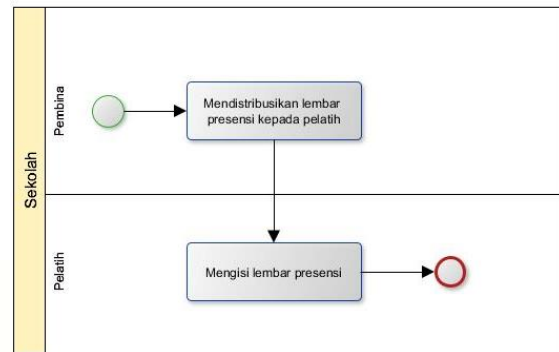 Sekolah
Pembina
Mendistribusikan lembar
presensi kepada pelatih
Pelatih
Mengisi lembar presensi